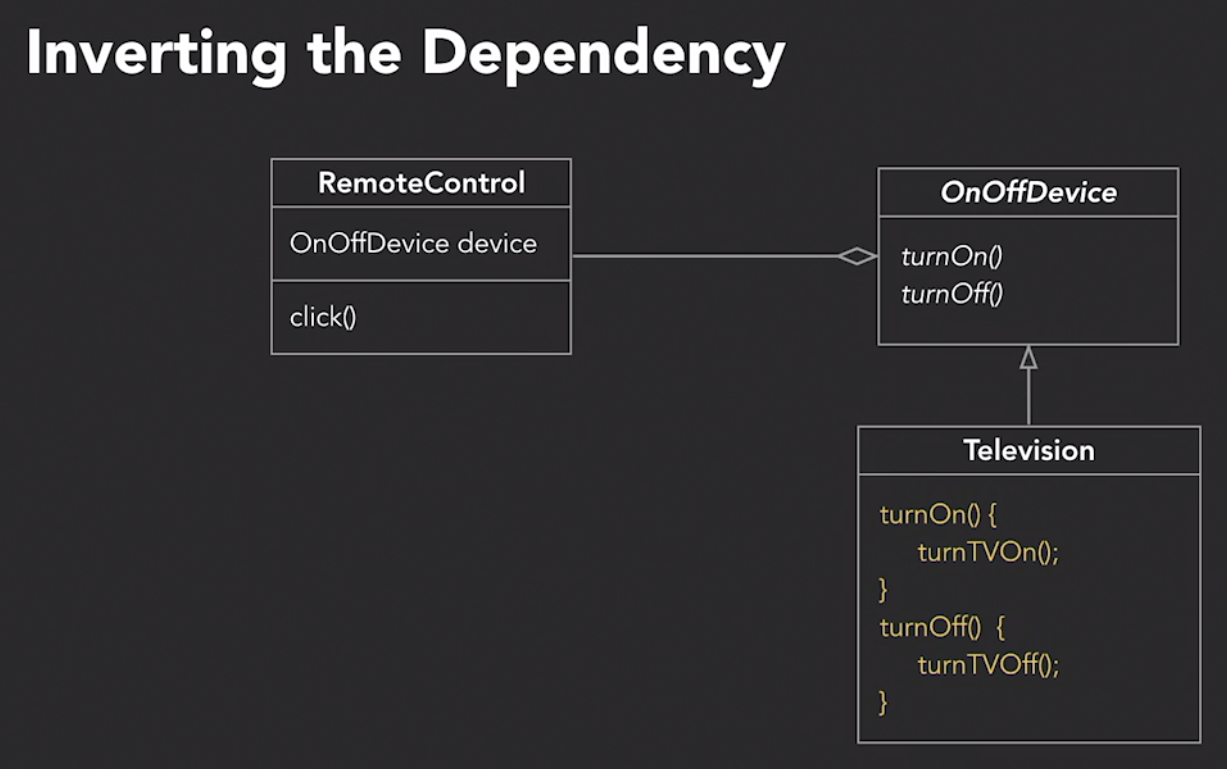 Inverting the Dependency
RemoteControl
OnOffDevice device
click()
OnOffDevice
turnOn()
turnOff()
Television
turnOn() {
turnTVOn();
}
turnOff() {
turnTVOff();
}